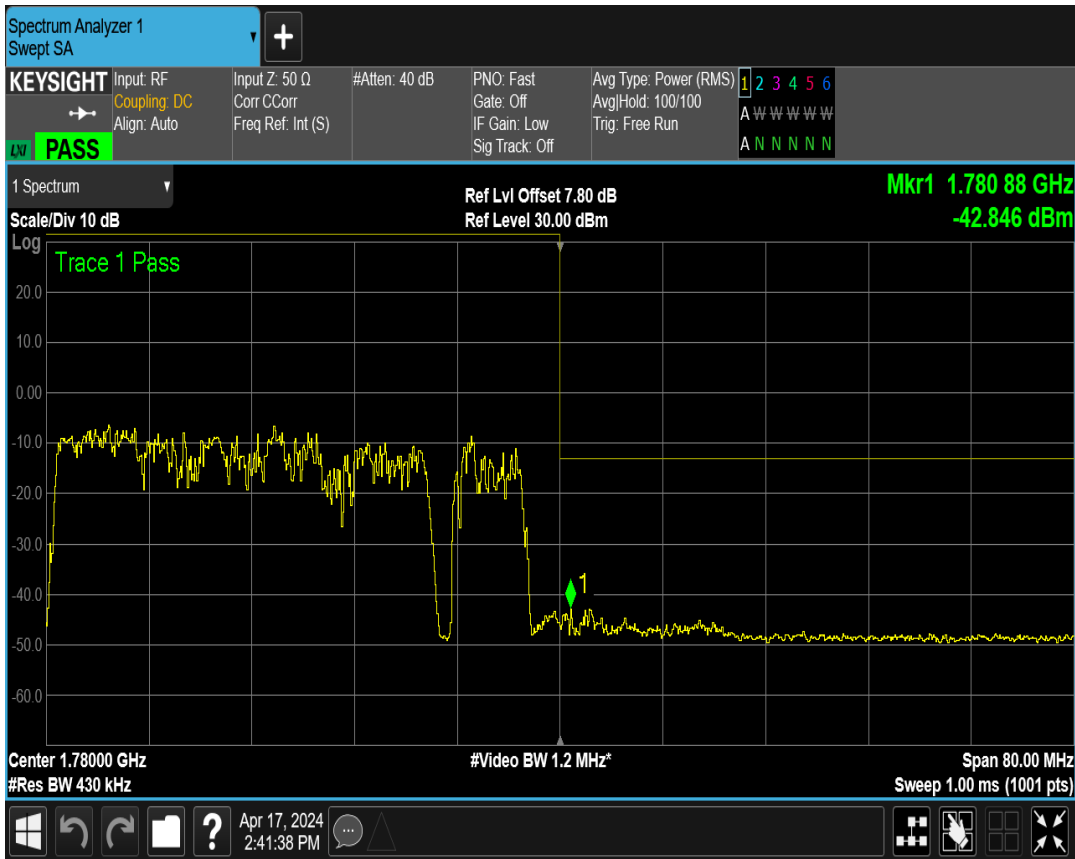 Spectrum Analyzer 1
Swept SA
+
KEYSIGHT
LXI PASS
Input: RF
Coupling: DC
Align: Auto
Input Z: 50 Ω
Corr CCorr
Freq Ref: Int (S)
#Atten: 40 dB
PNO: Fast
Gate: Off
IF Gain: Low
Sig Track: Off
Avg Type: Power (RMS)
Avg|Hold: 100/100
Trig: Free Run
1 2 3 4 5 6
A W W W W W
A N N N N N
1 Spectrum
Scale/Div 10 dB
Ref Lvl Offset 7.80 dB
Ref Level 30.00 dBm
Mkr1 1.780 88 GHz
-42.846 dBm
Log
Trace 1 Pass
20.0
10.0
0.00
-10.0
-20.0
-30.0
-40.0
-50.0
-60.0
1
Center 1.78000 GHz
#Res BW 430 kHz
#Video BW 1.2 MHz*
Span 80.00 MHz
Sweep 1.00 ms (1001 pts)
?
Apr 17, 2024
2:41:38 PM